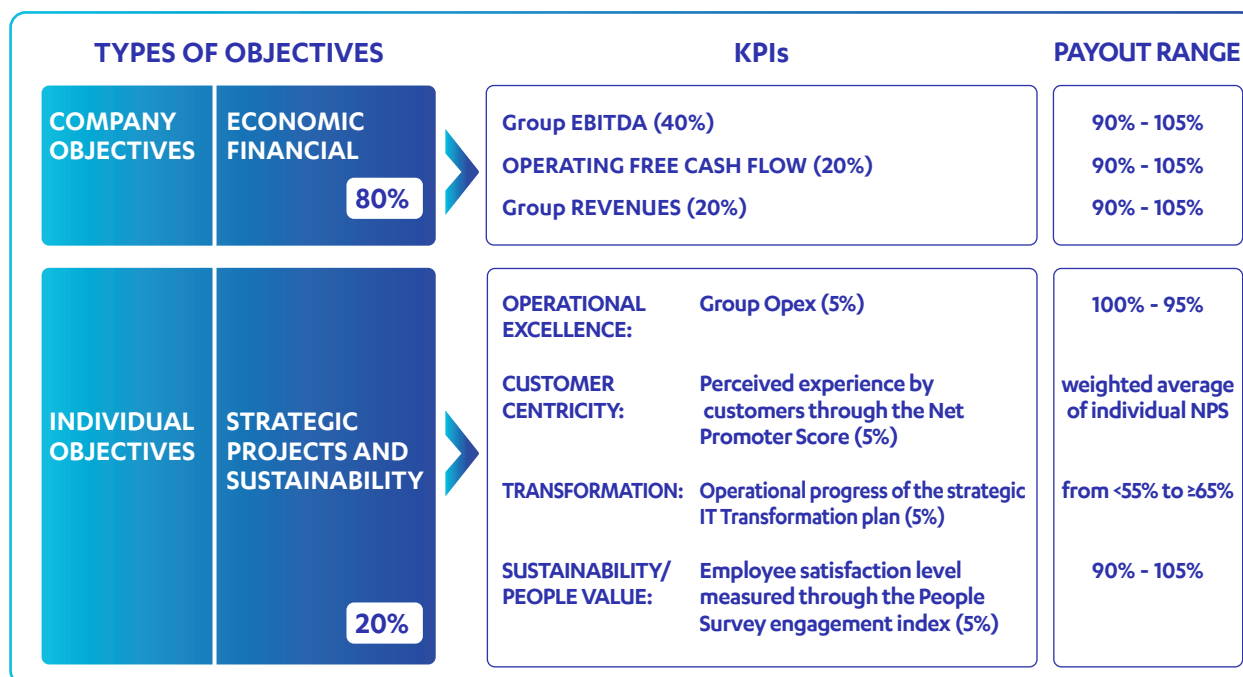 TYPES OF OBJECTIVES
KPIs
PAYOUT RANGE
COMPANY
OBJECTIVES
ECONOMIC
FINANCIAL
80%
Group EBITDA (40%)
90% - 105%
OPERATING FREE CASH FLOW (20%)
90% - 105%
Group REVENUES (20%)
90% - 105%
INDIVIDUAL
OBJECTIVES
STRATEGIC
PROJECTS AND
SUSTAINABILITY
20%
OPERATIONAL
EXCELLENCE:
Group Opex (5%)
100% - 95%
CUSTOMER
CENTRICITY:
Perceived experience by
customers through the Net
Promoter Score (5%)
weighted average
of individual NPS
TRANSFORMATION:
Operational progress of the strategic
IT Transformation plan (5%)
from <55% to ≥65%
SUSTAINABILITY/
PEOPLE VALUE:
Employee satisfaction level
measured through the People
Survey engagement index (5%)
90% - 105%